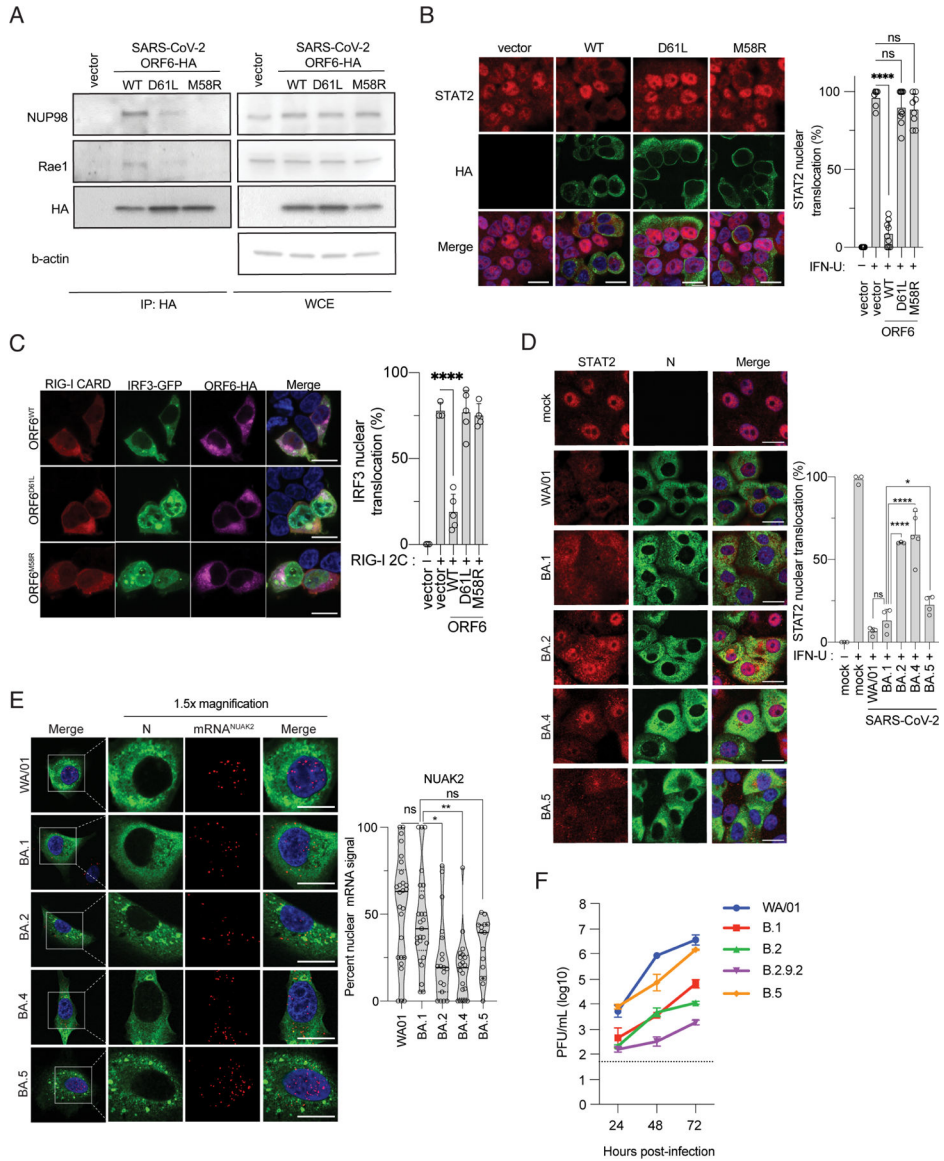 A
vector
SARS-CoV-2
ORF6-HA
WT D61L M58R
vector
SARS-CoV-2
ORF6-HA
WT D61L M58R
NUP98
Rae1
HA
b-actin
IP: HA
WCE
B
vector WT D61L M58R
STAT2
HA
Merge
STAT2 nuclear
translocation (%)
100
50
0
ns
ns
****
IFN-U: − + + + +
vector
vector
WT
D61L
M58R
ORF6
C
RIG-I CARD IRF3-GFP ORF6-HA Merge
ORF6WT
ORF6D61L
ORF6M58R
IRF3 nuclear
translocation (%)
100
50
0
****
RIG-I 2C : − + + + +
vector
vector
WT
D61L
M58R
ORF6
D
STAT2 N Merge
mock
WA/01
BA.1
BA.2
BA.4
BA.5
STAT2 nuclear translocation (%)
100
50
0
*
****
****
ns
IFN-U : − + + + + + +
mock
mock
WA/01
BA.1
BA.2
BA.4
BA.5
SARS-CoV-2
E
1.5x magnification
Merge N mRNANUAK2 Merge
WA/01
BA.1
BA.2
BA.4
BA.5
NUAK2
Percent nuclear mRNA signal
100
50
0
ns
ns
**
*
WA01
BA.1
BA.2
BA.4
BA.5
F
PFU/mL (log10)
8
7
6
5
4
3
2
1
0
24 48 72
Hours post-infection
WA/01
B.1
B.2
B.2.9.2
B.5